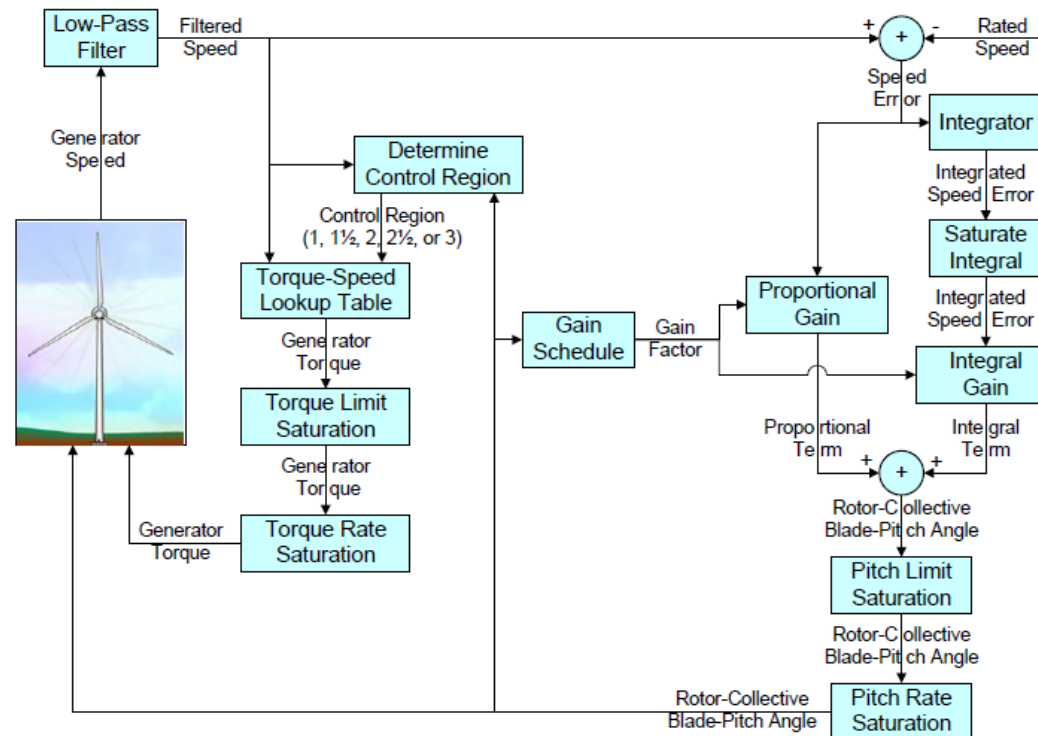 Low-Pass
Filter
Filtered
Speed
+
+
-
Rated
Speed
Speed
Error
Integrator
Generator
Speed
Determine
Control Region
Integrated
Speed Error
Control Region
(1, 1½, 2, 2½, or 3)
Saturate
Integral
Torque-Speed
Lookup Table
Proportional
Gain
Integrated
Speed Error
Gain
Schedule
Gain
Factor
Generator
Torque
Integral
Gain
Torque Limit
Saturation
Proportional
Term
Integral
Term
+
+
+
Generator
Torque
Rotor-Collective
Blade-Pitch Angle
Generator
Torque
Torque Rate
Saturation
Pitch Limit
Saturation
Rotor-Collective
Blade-Pitch Angle
Rotor-Collective
Blade-Pitch Angle
Pitch Rate
Saturation